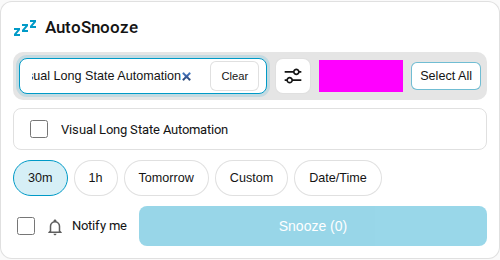 AutoSnooze
ual Long State Automation× Clear Select All
Visual Long State Automation
30m 1h Tomorrow Custom Date/Time
Notify me Snooze (0)